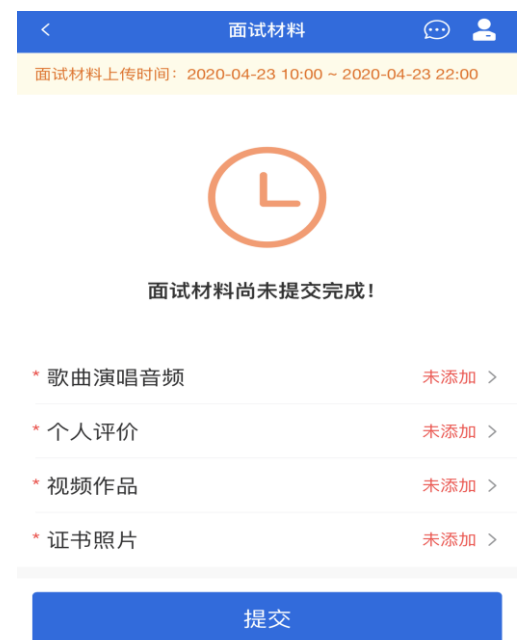 面试材料
面试材料上传时间：2020-04-23 10:00 ~ 2020-04-23 22:00
面试材料尚未提交完成！
* 歌曲演唱音频 未添加 >
* 个人评价 未添加 >
* 视频作品 未添加 >
* 证书照片 未添加 >
提交